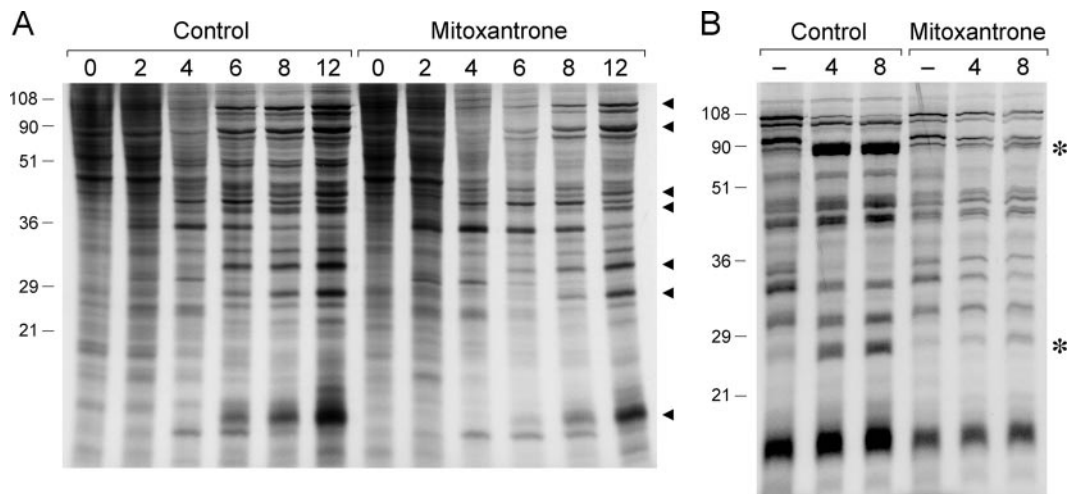 A
Control Mitoxantrone
0 2 4 6 8 12 0 2 4 6 8 12
108
90
51
36
29
21
B
Control Mitoxantrone
– 4 8 – 4 8
108
90 *
51
36
29 *
21